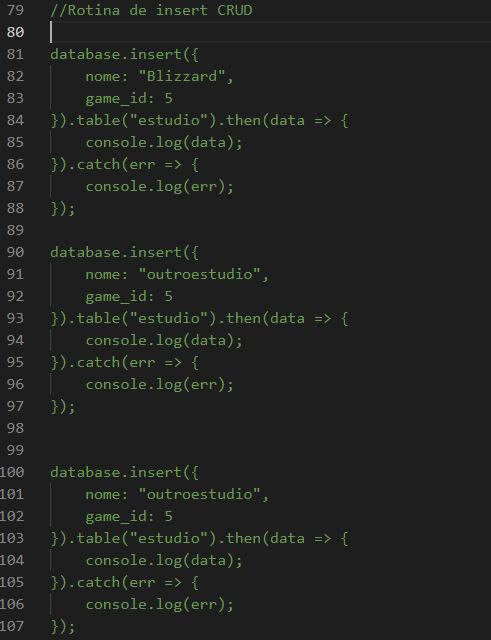 79 //Rotina de insert CRUD
80
81 database.insert({
82     nome: "Blizzard",
83     game_id: 5
84 }).table("estudio").then(data => {
85     console.log(data);
86 }).catch(err => {
87     console.log(err);
88 });
89
90 database.insert({
91     nome: "outroestudio",
92     game_id: 5
93 }).table("estudio").then(data => {
94     console.log(data);
95 }).catch(err => {
96     console.log(err);
97 });
98
99
100 database.insert({
101     nome: "outroestudio",
102     game_id: 5
103 }).table("estudio").then(data => {
104     console.log(data);
105 }).catch(err => {
106     console.log(err);
107 });